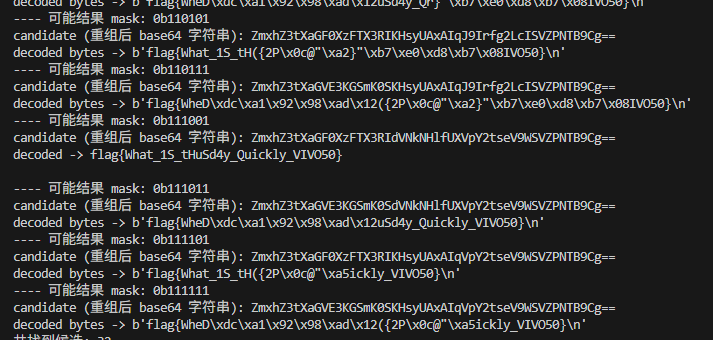 decoded bytes -> b'flag{WheD\xdc\xa1\x92\x98\xad\x12uSd4y_Qr} \xb7\xe0\xd8\xb7\x08IVO50}\n'
---- 可能结果 mask: 0b110101
candidate (重组后 base64 字符串): ZmxhZ3tXaGF0XzFTX3RIKHsyUAxAIqJ9Irfg2LcISVZPNTB9Cg==
decoded bytes -> b'flag{What_1S_tH({2P\x0c@"\xa2}"\xb7\xe0\xd8\xb7\x08IVO50}\n'
---- 可能结果 mask: 0b110111
candidate (重组后 base64 字符串): ZmxhZ3tXaGVE3KGSmK0SKHsyUAxAIqJ9Irfg2LcISVZPNTB9Cg==
decoded bytes -> b'flag{WheD\xdc\xa1\x92\x98\xad\x12({2P\x0c@"\xa2}"\xb7\xe0\xd8\xb7\x08IVO50}\n'
---- 可能结果 mask: 0b111001
candidate (重组后 base64 字符串): ZmxhZ3tXaGF0XzFTX3RIdVNkNHlfUXVpY2tseV9WSVZPNTB9Cg==
decoded -> flag{What_1S_tHuSd4y_Quickly_VIVO50}
---- 可能结果 mask: 0b111011
candidate (重组后 base64 字符串): ZmxhZ3tXaGVE3KGSmK0SdVNkNHlfUXVpY2tseV9WSVZPNTB9Cg==
decoded bytes -> b'flag{WheD\xdc\xa1\x92\x98\xad\x12uSd4y_Quickly_VIVO50}\n'
---- 可能结果 mask: 0b111101
candidate (重组后 base64 字符串): ZmxhZ3tXaGF0XzFTX3RIKHsyUAxAIqVpY2tseV9WSVZPNTB9Cg==
decoded bytes -> b'flag{What_1S_tH({2P\x0c@"\xa5ickly_VIVO50}\n'
---- 可能结果 mask: 0b111111
candidate (重组后 base64 字符串): ZmxhZ3tXaGVE3KGSmK0SKHsyUAxAIqVpY2tseV9WSVZPNTB9Cg==
decoded bytes -> b'flag{WheD\xdc\xa1\x92\x98\xad\x12({2P\x0c@"\xa5ickly_VIVO50}\n'